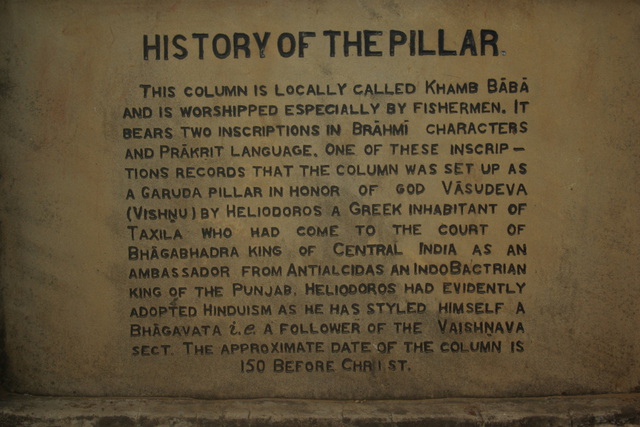 HISTORY OF THE PILLAR.
THIS COLUMN IS LOCALLY CALLED KHAMB BĀBĀ
AND IS WORSHIPPED ESPECIALLY BY FISHERMEN. IT
BEARS TWO INSCRIPTIONS IN BRĀHMĪ CHARACTERS
AND PRĀKRIT LANGUAGE. ONE OF THESE INSCRIP –
TIONS RECORDS THAT THE COLUMN WAS SET UP AS
A GARUDA PILLAR IN HONOR OF GOD VĀSUDEVA
(VISHṆU) BY HELIODOROS A GREEK INHABITANT OF
TAXILA WHO HAD COME TO THE COURT OF
BHĀGABHADRA KING OF CENTRAL INDIA AS AN
AMBASSADOR FROM ANTIALCIDAS AN INDO BACTRIAN
KING OF THE PUNJAB. HELIODOROS HAD EVIDENTLY
ADOPTED HINDUISM AS HE HAS STYLED HIMSELF A
BHĀGAVATA i.e. A FOLLOWER OF THE VAISHṆAVA
SECT. THE APPROXIMATE DATE OF THE COLUMN IS
150 BEFORE CHRIST.